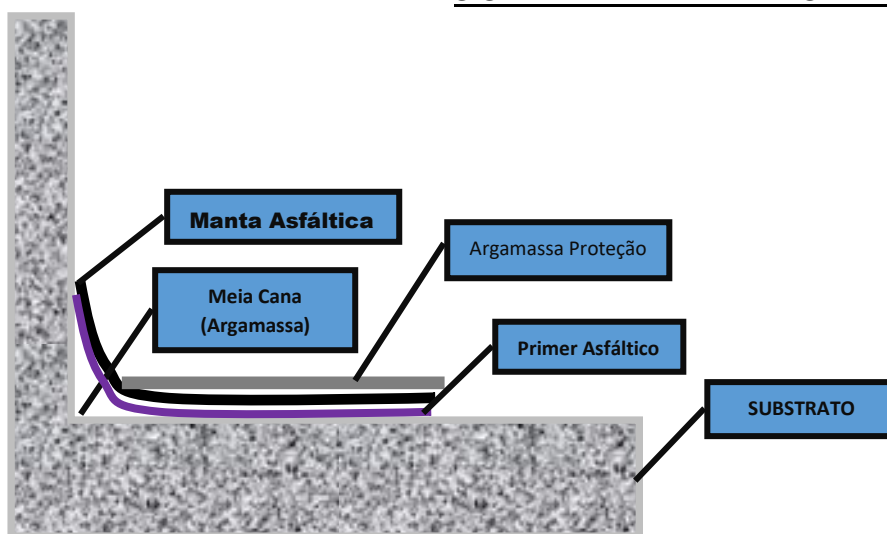 Manta Asfáltica
Argamassa Proteção
Meia Cana
(Argamassa)
Primer Asfáltico
SUBSTRATO